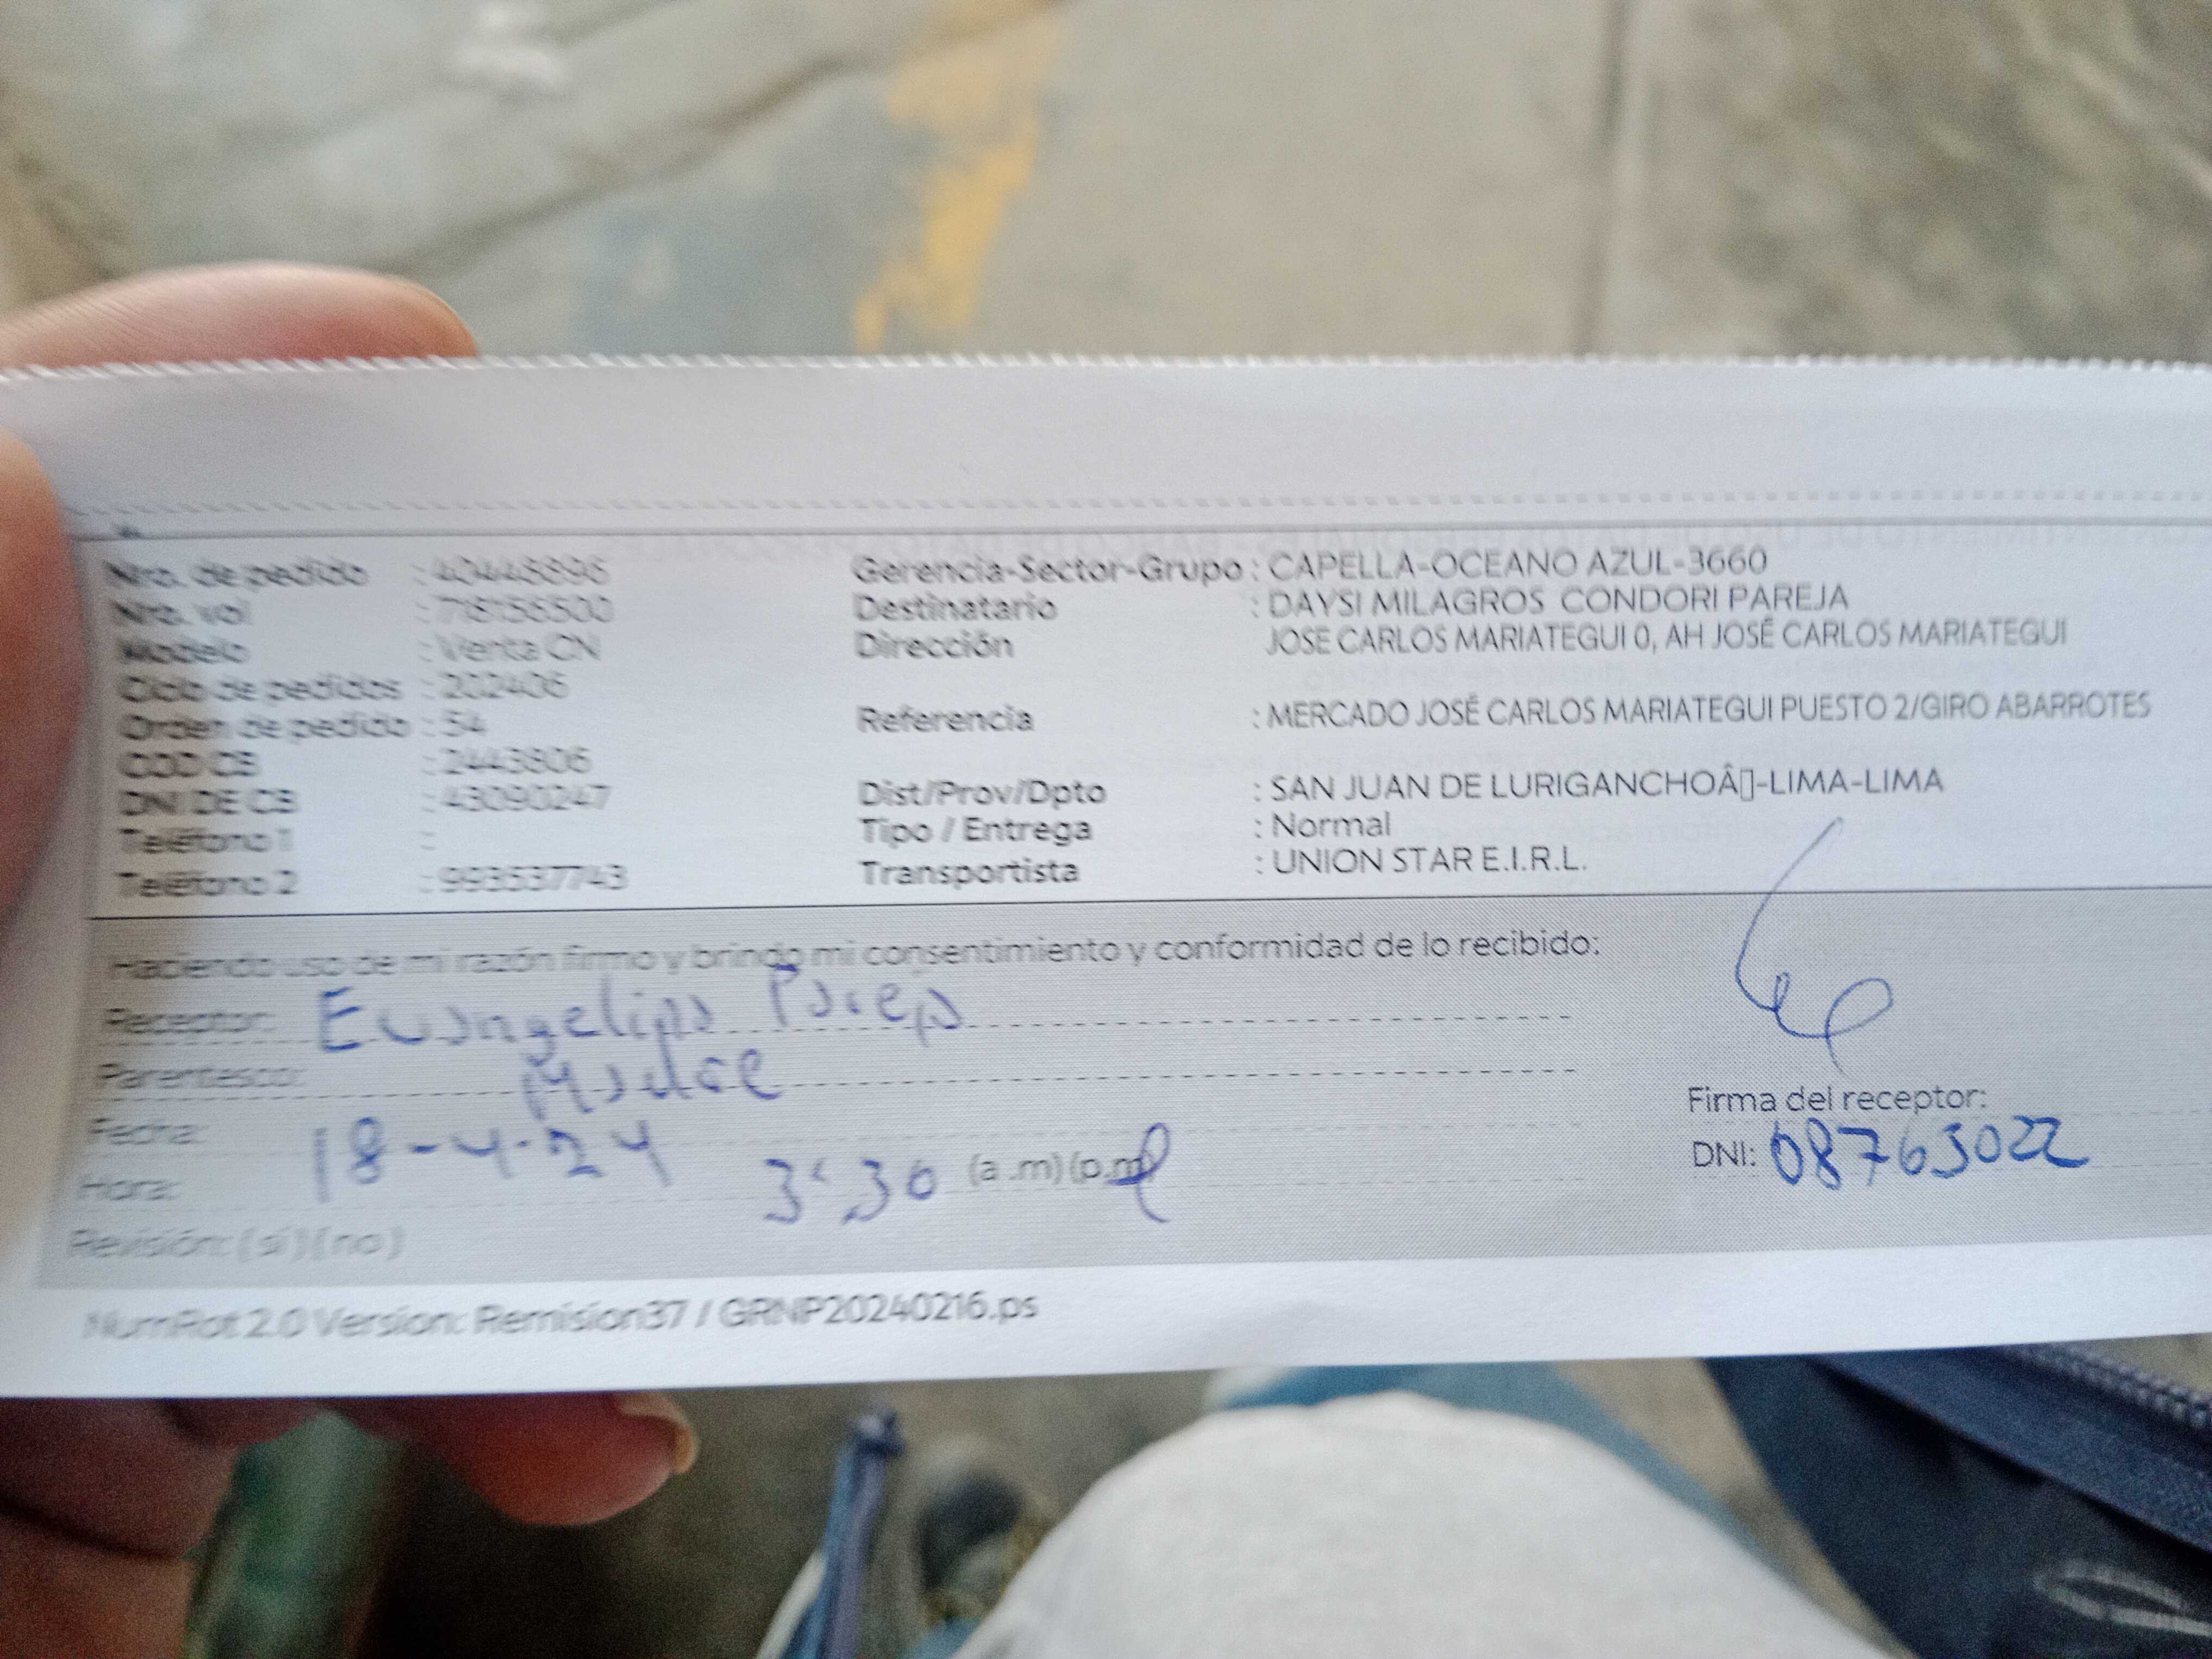 Nro. de pedido : 40448896
Nro. vol : 718156500
Modelo : Venta CN
Ciclo de pedidos : 202406
Orden de pedido : 54
COD CB : 2443806
DNI DE CB : 43090247
Teléfono 1 :
Teléfono 2 : 993537743
Gerencia-Sector-Grupo : CAPELLA-OCEANO AZUL-3660
Destinatario : DAYSI MILAGROS CONDORI PAREJA
Dirección JOSE CARLOS MARIATEGUI 0, AH JOSÉ CARLOS MARIATEGUI
Referencia : MERCADO JOSÉ CARLOS MARIATEGUI PUESTO 2/GIRO ABARROTES
Dist/Prov/Dpto : SAN JUAN DE LURIGANCHOÂ▯-LIMA-LIMA
Tipo / Entrega : Normal
Transportista : UNION STAR E.I.R.L.
Haciendo uso de mi razón firmo y brindo mi consentimiento y conformidad de lo recibido:
Receptor: Evangelina
Parentesco: Madre
Fecha: 18-4-24
Hora: 3:30 (a .m) (p.m)
Revisión: (si) (no)
Firma del receptor:
DNI: 08763022
NumRot 2.0 Version: Remision37 / GRNP20240216.ps